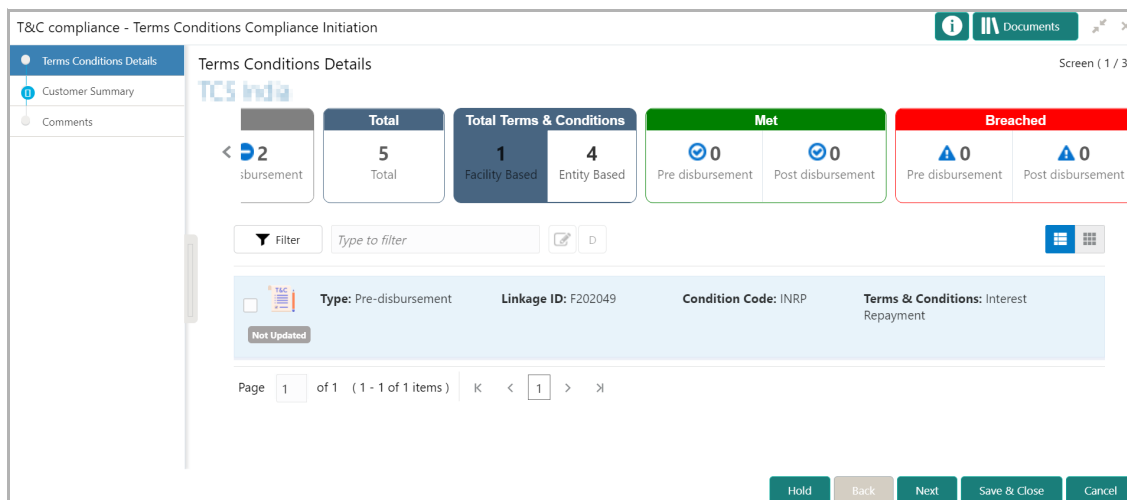 T&C compliance - Terms Conditions Compliance Initiation
Documents
Terms Conditions Details
Customer Summary
Comments
Terms Conditions Details
Screen ( 1 / 3
TCS India
Total
Total Terms & Conditions
Met
Breached
2
5
1
4
0
0
0
0
sbursement
Total
Facility Based
Entity Based
Pre disbursement
Post disbursement
Pre disbursement
Post disbursement
Filter
Type to filter
D
T&C
Type: Pre-disbursement
Linkage ID: F202049
Condition Code: INRP
Terms & Conditions: Interest
Repayment
Not Updated
Page 1 of 1 ( 1 - 1 of 1 items ) K < 1 > >|
Hold
Back
Next
Save & Close
Cancel